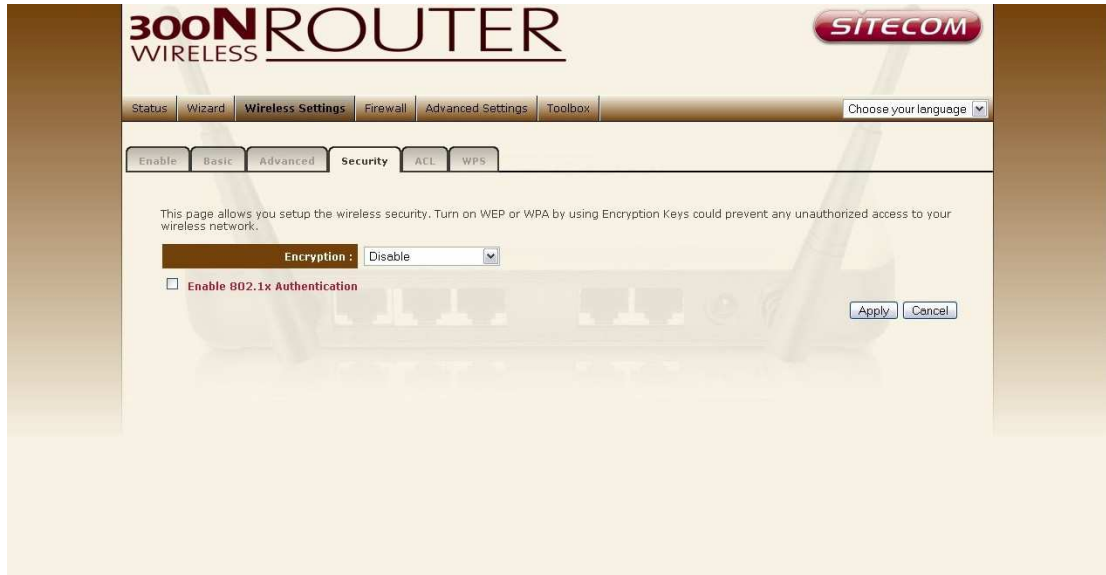 300N ROUTER
WIRELESS
SITECOM
Status Wizard Wireless Settings Firewall Advanced Settings Toolbox Choose your language
Enable Basic Advanced Security ACL WPS
This page allows you setup the wireless security. Turn on WEP or WPA by using Encryption Keys could prevent any unauthorized access to your
wireless network.
Encryption : Disable
Enable 802.1x Authentication
Apply Cancel